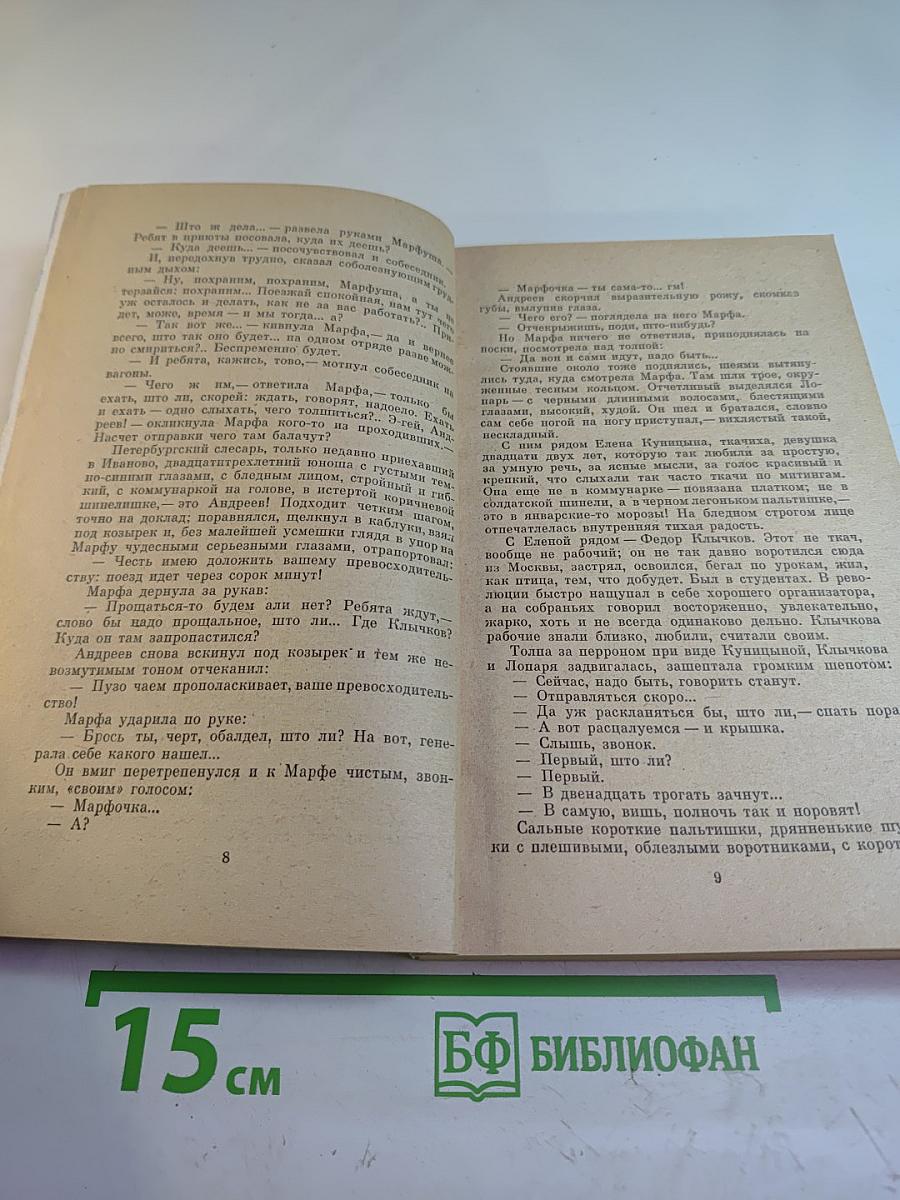 — Што ж дела... — развела руками Марфуша. —
Ребят в приюты посовала, куда их деешь?
— Куда деешь... — посочувствовал и собеседник.
И, передохнув трудно, сказал соболезнующим груд-
ным дыхом:
— Ну, похраним, похраним, Марфуша, а ты не
терзайся: похраним... Поезжай спокойная, нам тут чего
уж осталось и делать, как не за вас работать?.. При-
дет, може, время — и мы тогда... а?
— Так вот же... — кивнула Марфа, — да и вернее
всего, што так оно будет... на одном отряде разве мож-
но смириться?.. Беспременно будет.
— И ребята, кажись, тово, — мотнул собеседник на
вагоны.
— Чего ж им, — ответила Марфа, — только бы
ехать, што ли, скорей: ждать, говорят, надоело. Ехать
и ехать — одно слыхать, чего толшиться?.. Э-гей, Анд-
реев! — окликнула Марфа кого-то из проходивших. —
Насчет отправки чего там балачут?
Петербургский слесарь, только недавно приехавший
в Иваново, двадцатитрехлетний юноша с густыми тем-
но-синими глазами, с бледным лицом, стройный и гиб-
кий, с коммунаркой на голове, в истертой коричневой
шинелишке, — это Андреев! Подходит четким шагом,
точно на доклад; поравнялся, щелкнул в каблуки, взял
под козырек и, без малейшей усмешки глядя в упор на
Марфу чудесными серьезными глазами, отрапортовал:
— Честь имею доложить вашему превосходитель-
ству: поезд идет через сорок минут!
Марфа дернула за рукав:
— Прощаться-то будем али нет? Ребята ждут, —
слово бы надо прощальное, што ли... Где Клычков?
Куда он там запропастился?
Андреев снова вскинул под козырек и тем же не-
возмутимым тоном отчеканил:
— Пузо чаем прополаскивает, ваше превосходитель-
ство!
Марфа ударила по руке:
— Брось ты, черт, обалдел, што ли? На вот, гене-
рала себе какого нашел...
Он вмиг перетрепенулся и к Марфе чистым, звон-
ким, «своим» голосом:
— Марфочка...
— А?
8
— Марфочка — ты сама-то... гм!
Андреев скорчил выразительную рожу, скомкав
губы, вылупив глаза.
— Чего его? — поглядела на него Марфа.
— Отчекрыжишь, поди, што-нибудь?
Но Марфа ничего не ответила, приподнялась на
носки, посмотрела над толпой:
— Да вон и сами идут, надо быть...
Стоявшие около тоже поднялись, шеями вытяну-
лись туда, куда смотрела Марфа. Там шли трое, окру-
женные тесным кольцом. Отчетливый выделялся Ло-
парь — с черными длинными волосами, блестящими
глазами, высокий, худой. Он шел и братался, словно
сам себе ногой на ногу приступал, — вихлястый такой,
нескладный.
С ним рядом Елена Куницына, ткачиха, девушка
двадцати двух лет, которую так любили за простую,
за умную речь, за ясные мысли, за голос красивый и
крепкий, что слыхали так часто ткачи по митингам.
Она еще не в коммунарке — повязана платком; не в
солдатской шинели, а в черном легоньком пальтишке, —
это в январские-то морозы! На бледном строгом лице
отпечатлелась внутренняя тихая радость.
С Еленой рядом — Федор Клычков. Этот не ткач,
вообще не рабочий; он не так давно воротился сюда
из Москвы, застрял, освоился, бегал по урокам, жил,
как птица, тем, что добудет. Был в студентах. В рево-
люции быстро нащупал в себе хорошего организатора,
а на собраньях говорил восторженно, увлекательно,
жарко, хоть и не всегда одинаково дельно. Клычкова
рабочие знали близко, любили, считали своим.
Толпа за перроном при виде Куницыной, Клычкова
и Лопаря задвигалась, зашептала громким шепотом:
— Сейчас, надо быть, говорить станут.
— Отправляться скоро...
— Да уж раскланяться бы, што ли, — спать пора
— А вот расцалуемся — и крышка.
— Слышь, звонок.
— Первый, што ли?
— Первый.
— В двенадцать трогать зачнут...
— В самую, вишь, полночь так и норовят!
Сальные короткие пальтишки, дрянненькие шу
ки с плешивыми, облезлыми воротниками, с корот
9
15 см
БФ БИБЛИОФАН